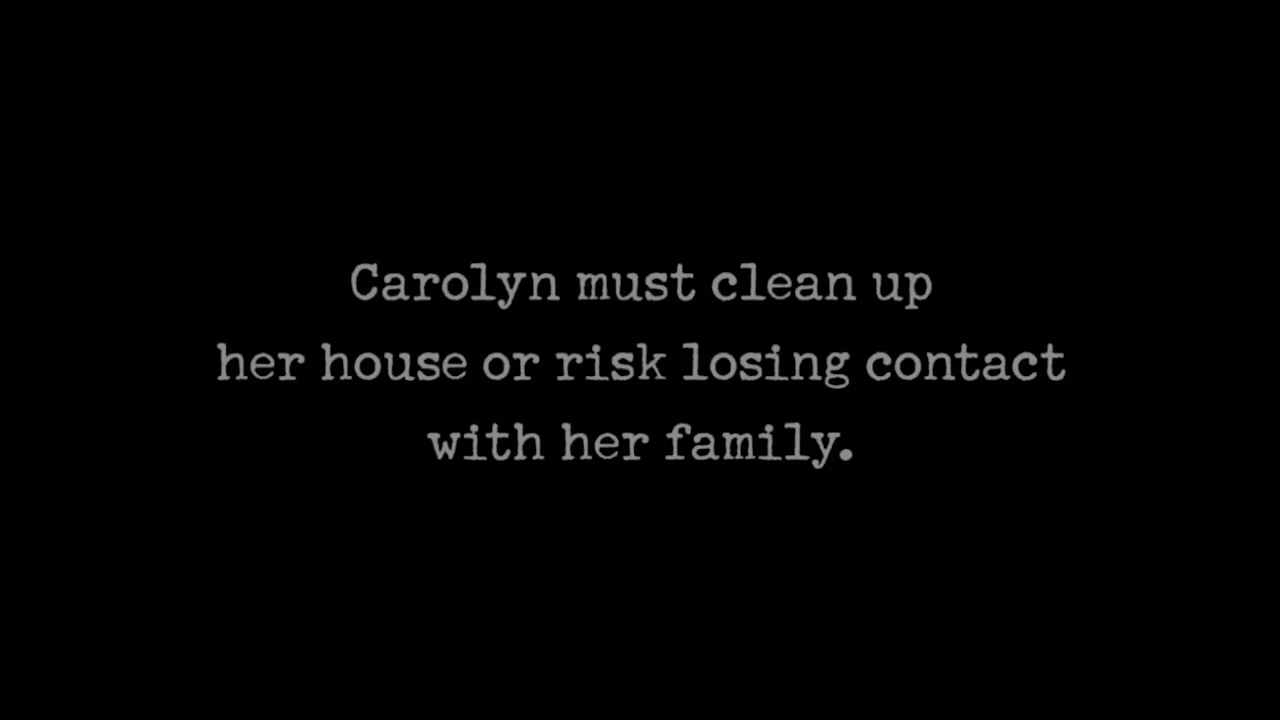 Carolyn must clean up
her house or risk losing contact
with her family.